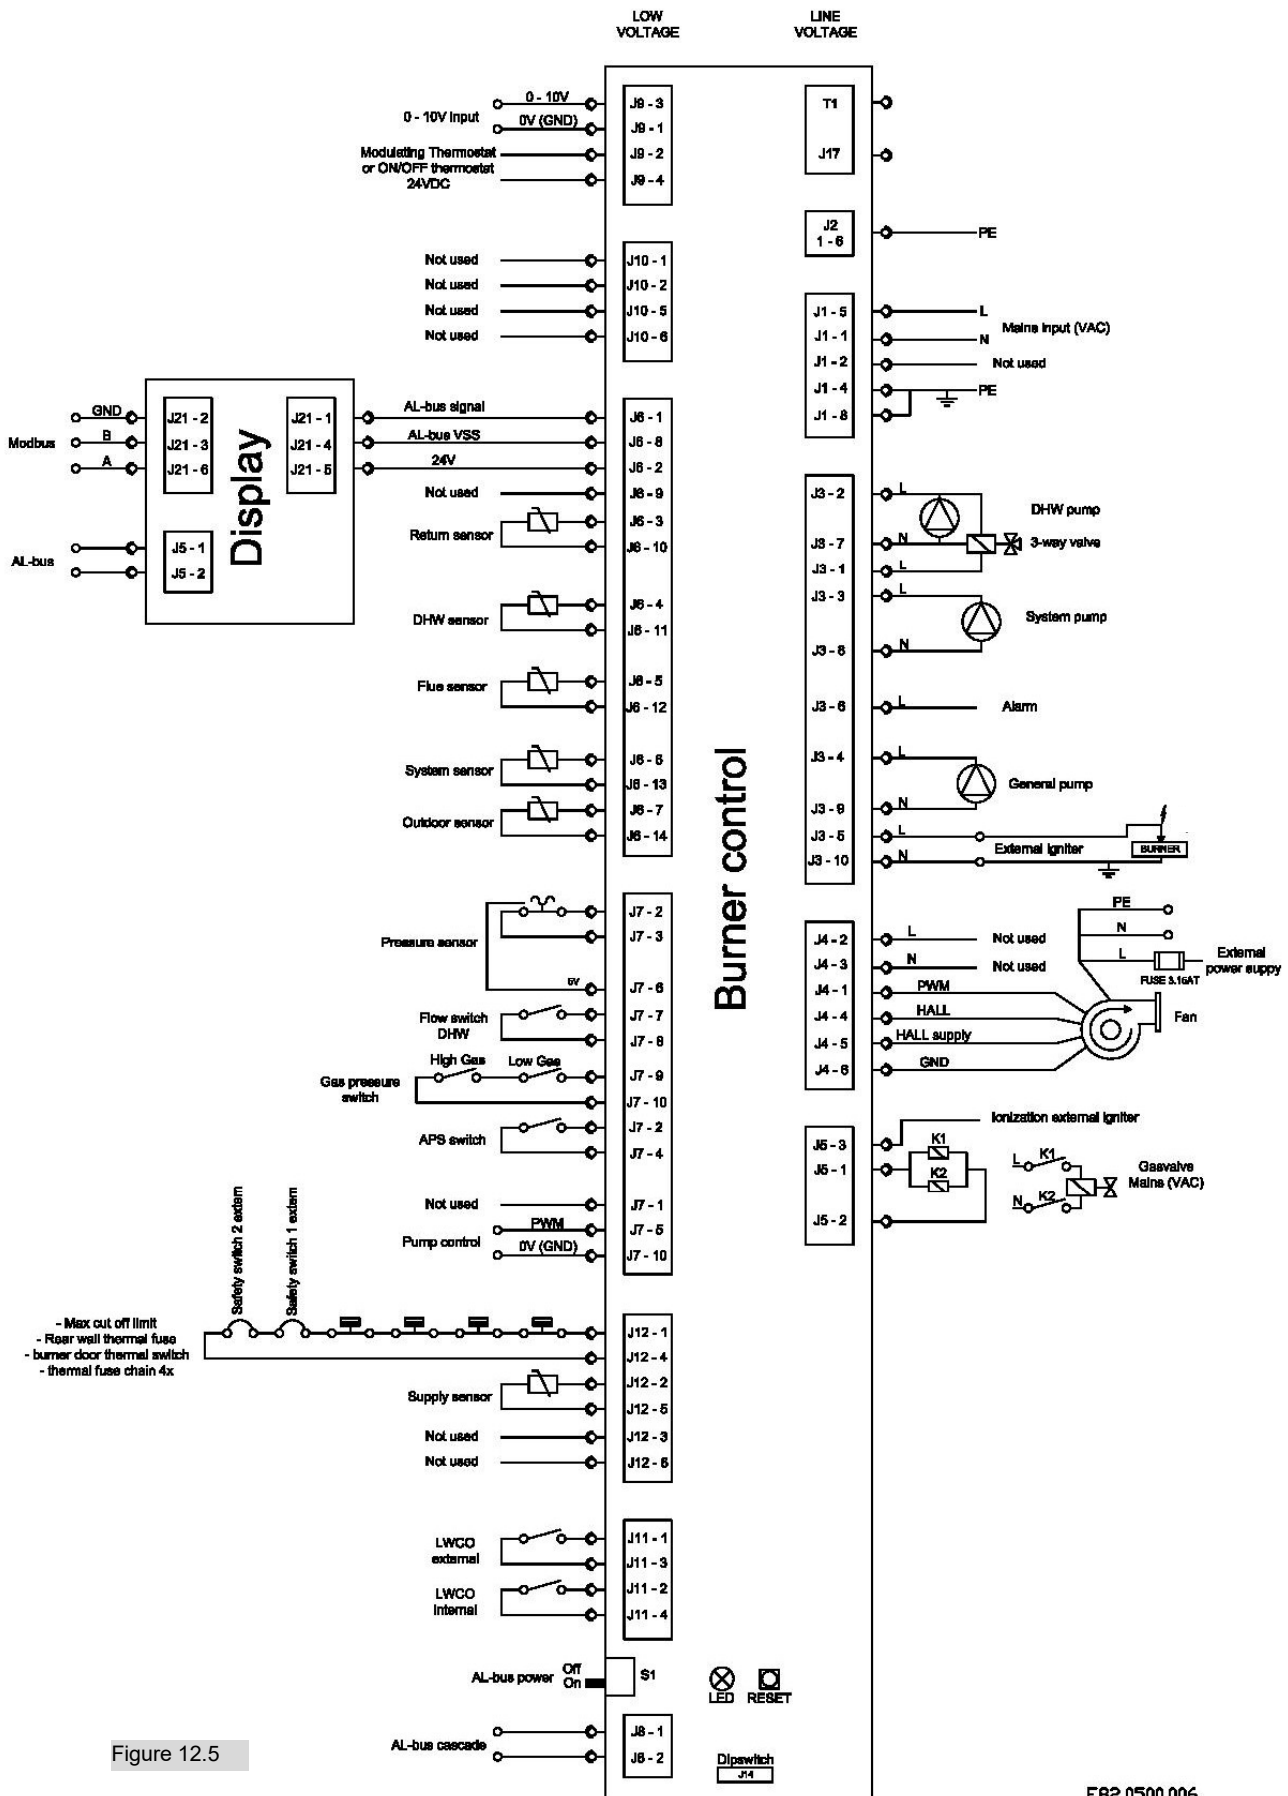 LOW
VOLTAGE
LINE
VOLTAGE
0 - 10V Input
0 - 10V
0V (GND)
Modulating Thermostat
or ON/OFF thermostat
24VDC
J9 - 3
J9 - 1
J9 - 2
J9 - 4
Not used
Not used
Not used
Not used
J10 - 1
J10 - 2
J10 - 5
J10 - 6
Modbus
GND
B
A
AL-bus
J21 - 2
J21 - 3
J21 - 6
J5 - 1
J5 - 2
Display
J21 - 1
J21 - 4
J21 - 5
AL-bus signal
AL-bus VSS
24V
Not used
Return sensor
DHW sensor
Flue sensor
System sensor
Outdoor sensor
J6 - 1
J6 - 8
J6 - 2
J6 - 9
J6 - 3
J6 - 10
J6 - 4
J6 - 11
J6 - 5
J6 - 12
J6 - 6
J6 - 13
J6 - 7
J6 - 14
Pressure sensor
5V
Flow switch
DHW
High Gas
Low Gas
Gas pressure
switch
APS switch
Not used
Pump control
PWM
0V (GND)
J7 - 2
J7 - 3
J7 - 6
J7 - 7
J7 - 8
J7 - 9
J7 - 10
J7 - 2
J7 - 4
J7 - 1
J7 - 5
J7 - 10
Safety switch 2 extern
Safety switch 1 extern
- Max cut off limit
- Rear wall thermal fuse
- burner door thermal switch
- thermal fuse chain 4x
Supply sensor
Not used
Not used
J12 - 1
J12 - 4
J12 - 2
J12 - 5
J12 - 3
J12 - 6
LWCO
external
LWCO
Internal
J11 - 1
J11 - 3
J11 - 2
J11 - 4
AL-bus power
Off
On
S1
AL-bus cascade
J8 - 1
J8 - 2
Burner control
LED
RESET
Dipswitch
J14
T1
J17
J2
1 - 6
PE
J1 - 5
J1 - 1
J1 - 2
J1 - 4
J1 - 8
L
N
Mains Input (VAC)
Not used
PE
J3 - 2
J3 - 7
J3 - 1
J3 - 3
J3 - 8
J3 - 6
J3 - 4
J3 - 9
J3 - 5
J3 - 10
L
N
L
DHW pump
3-way valve
L
N
System pump
L
Alarm
L
N
General pump
L
N
External Igniter
BURNER
J4 - 2
J4 - 3
J4 - 1
J4 - 4
J4 - 5
J4 - 6
L
N
Not used
Not used
PWM
HALL
HALL supply
GND
PE
N
L
FUSE 3.15AT
External
power suppy
Fan
J5 - 3
J5 - 1
J5 - 2
Ionization external igniter
K1
K2
L
K1
N
K2
Gasvalve
Mains (VAC)
Figure 12.5
E82.0500.006